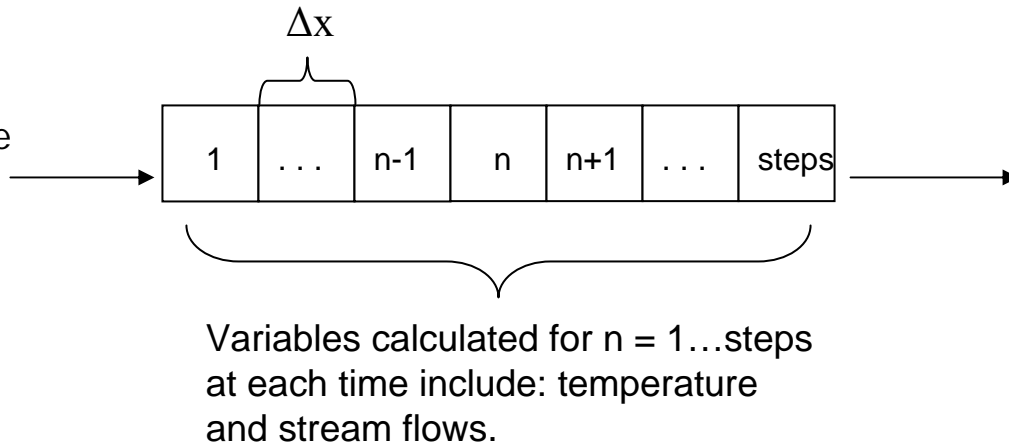 Δx
e
1 . . . n-1 n n+1 . . . steps
Variables calculated for n = 1…steps
at each time include: temperature
and stream flows.